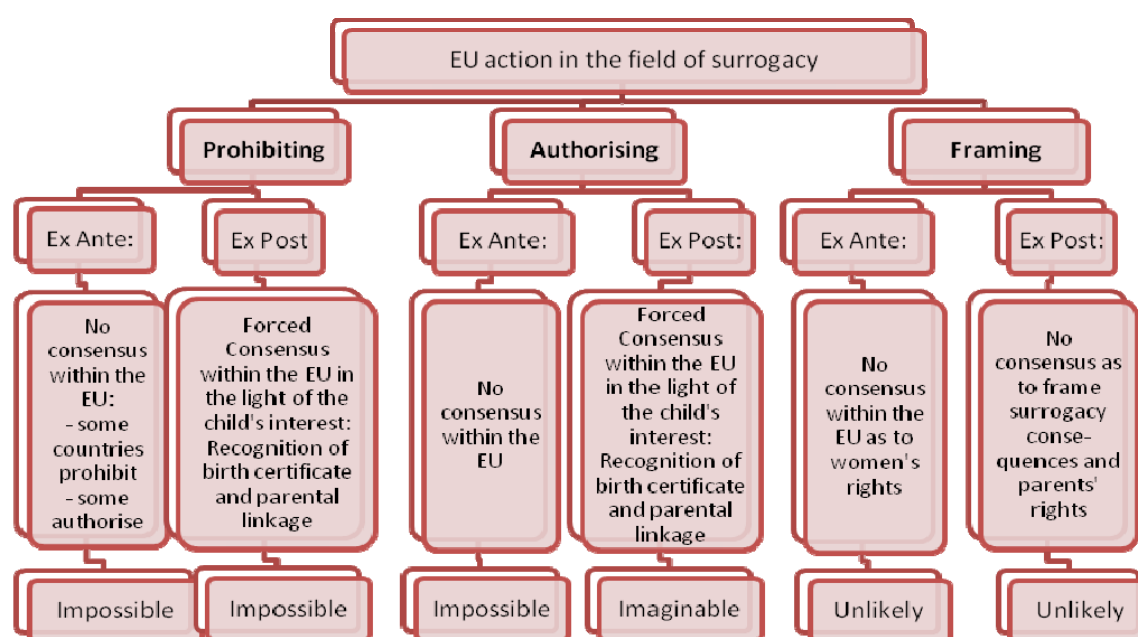 EU action in the field of surrogacy
Prohibiting
Authorising
Framing
Ex Ante:
Ex Post
Ex Ante:
Ex Post:
Ex Ante:
Ex Post:
No
consensus
within the
EU:
- some
countries
prohibit
- some
authorise
Forced
Consensus
within the EU in
the light of the
child's interest:
Recognition of
birth certificate
and parental
linkage
No
consensus
within the
EU
Forced
Consensus
within the EU
in the light of
the child's
interest:
Recognition of
birth certificate
and parental
linkage
No
consensus
within the
EU as to
women's
rights
No
consensus as
to frame
surrogacy
conse-
quences and
parents'
rights
Impossible
Impossible
Impossible
Imaginable
Unlikely
Unlikely